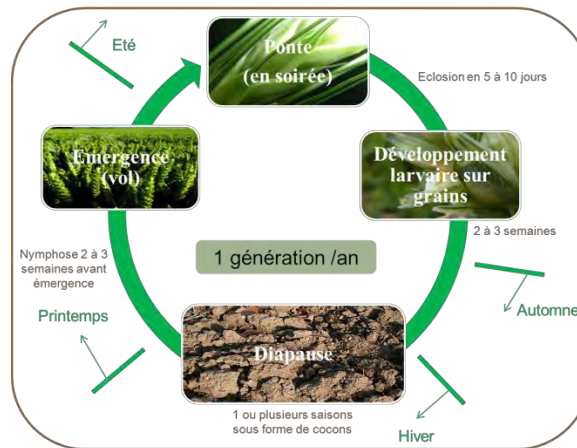 Eté
Ponte
(en soirée)
Eclosion en 5 à 10 jours
Emergence
(vol)
Développement
larvaire sur
grains
2 à 3 semaines
Nymphose 2 à 3
semaines avant
émergence
1 génération /an
Printemps
Automne
Diapause
1 ou plusieurs saisons
sous forme de cocons
Hiver